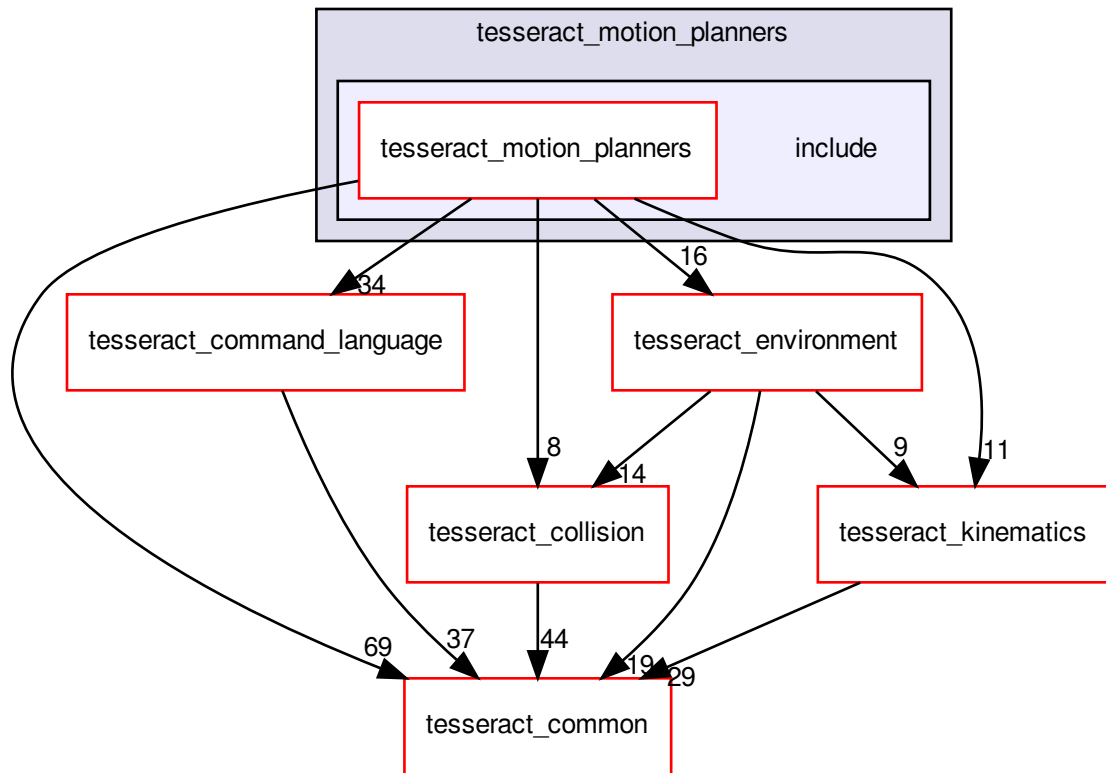 tesseract_motion_planners
tesseract_motion_planners
include
34
16
tesseract_command_language
tesseract_environment
8
14
9
11
tesseract_collision
tesseract_kinematics
69
37
44
19
29
tesseract_common